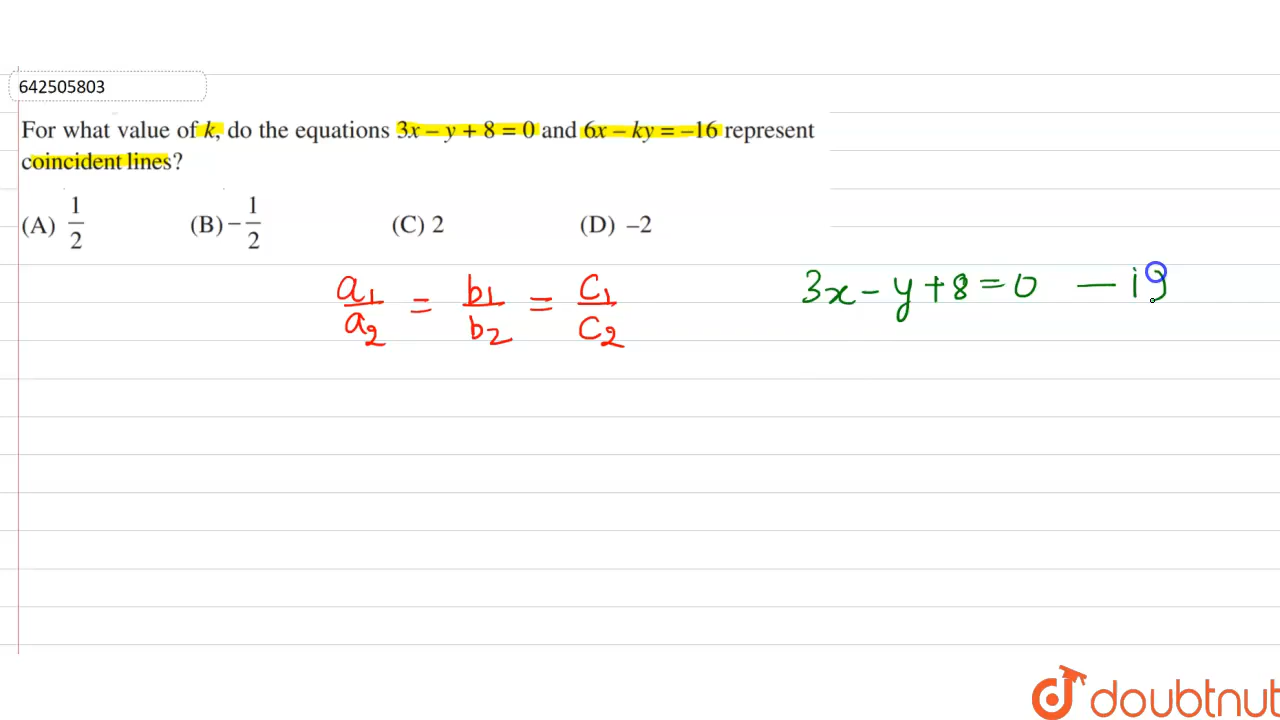 642505803
For what value of k, do the equations 3x – y + 8 = 0 and 6x – ky = –16 represent
coincident lines?
(A) 1/2 (B) –1/2 (C) 2 (D) –2
a1/a2 = b1/b2 = c1/c2 3x – y + 8 = 0 — i
doubtnut